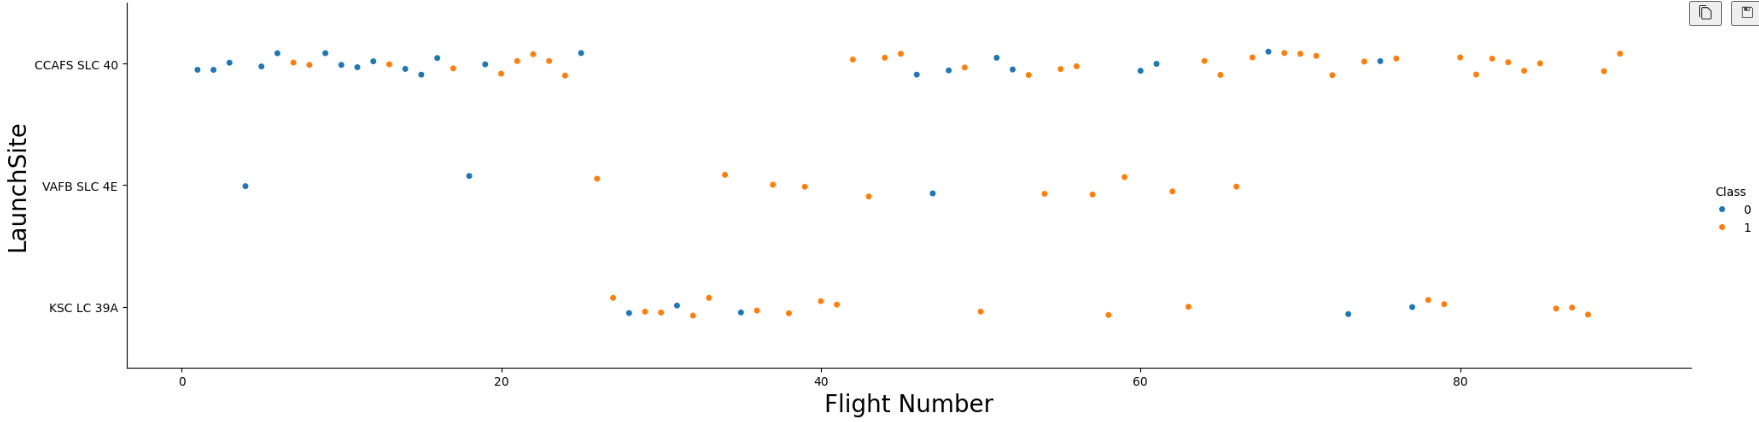 CCAFS SLC 40
VAFB SLC 4E
KSC LC 39A
LaunchSite
0 20 40 60 80
Flight Number
Class
0
1